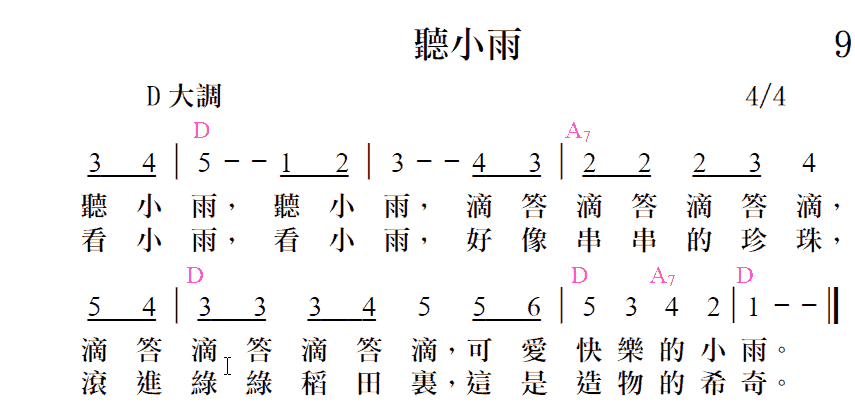 聽小雨 9
D 大調 4/4
D A7
3 4 | 5 - - 1 2 | 3 - - 4 3 | 2 2 2 3 4
聽 小 雨, 聽 小 雨, 滴 答 滴 答 滴 答 滴,
看 小 雨, 看 小 雨, 好 像 串 串 的 珍 珠,
D D A7 D
5 4 | 3 3 3 4 5 5 6 | 5 3 4 2 | 1 - - ‖
滴 答 滴 答 滴 答 滴, 可 愛 快 樂 的 小 雨。
滾 進 綠 綠 稻 田 裏, 這 是 造 物 的 希 奇。